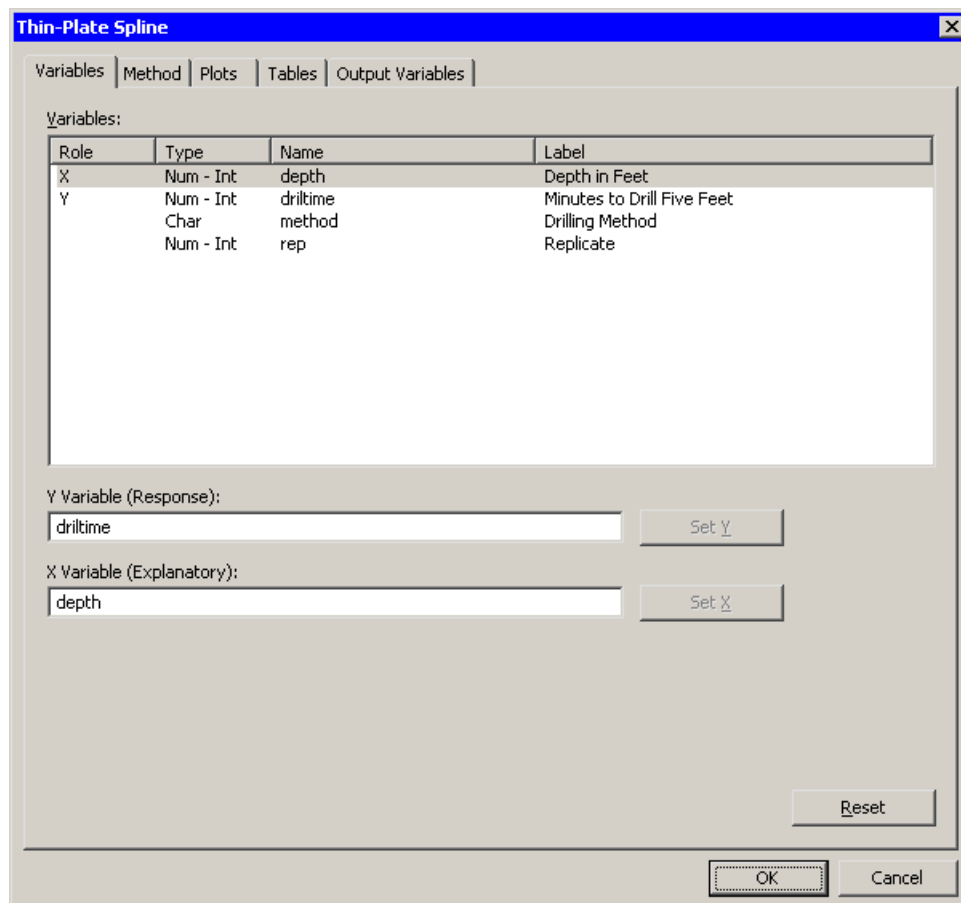 Thin-Plate Spline
Variables Method Plots Tables Output Variables
Variables:
Role Type Name Label
X Num - Int depth Depth in Feet
Y Num - Int driltime Minutes to Drill Five Feet
Char method Drilling Method
Num - Int rep Replicate
Y Variable (Response):
driltime Set Y
X Variable (Explanatory):
depth Set X
Reset
OK Cancel